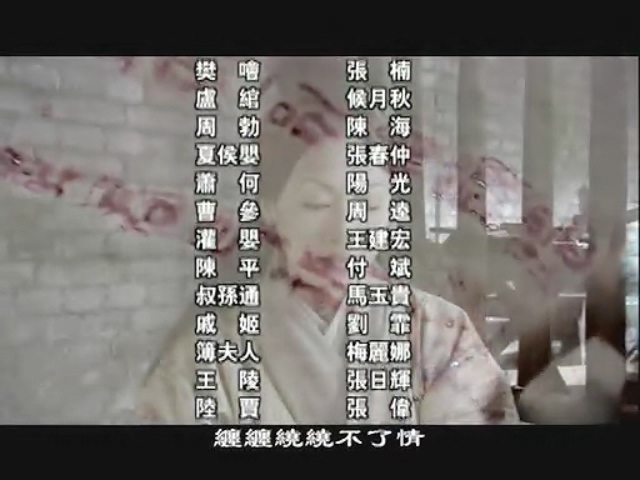 樊噲 張楠
盧綰 候月秋
周勃 陳海
夏侯嬰 張春仲
蕭何 陽光
曹參 周逵
灌嬰 王建宏
陳平 付斌
叔孫通 馬玉貴
戚姬 劉霏
簿夫人 梅麗娜
王陵 張日輝
陸賈 張偉
纏纏繞繞不了情